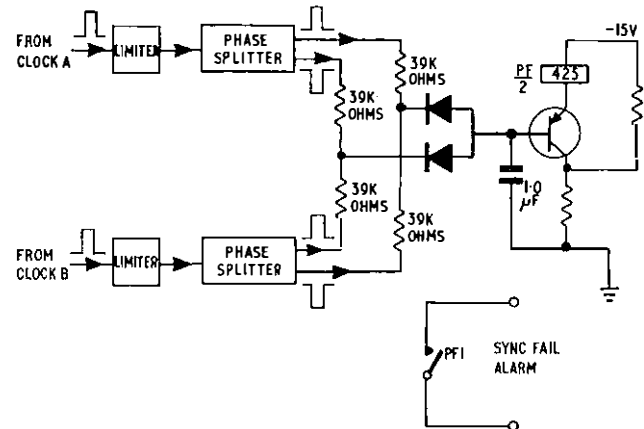 FROM
CLOCK A
LIMITER
PHASE
SPLITTER
39K
OHMS
39K
OHMS
-15V
PF
2
425
1·0
µF
39K
OHMS
39K
OHMS
FROM
CLOCK B
LIMITER
PHASE
SPLITTER
PF1
SYNC FAIL
ALARM